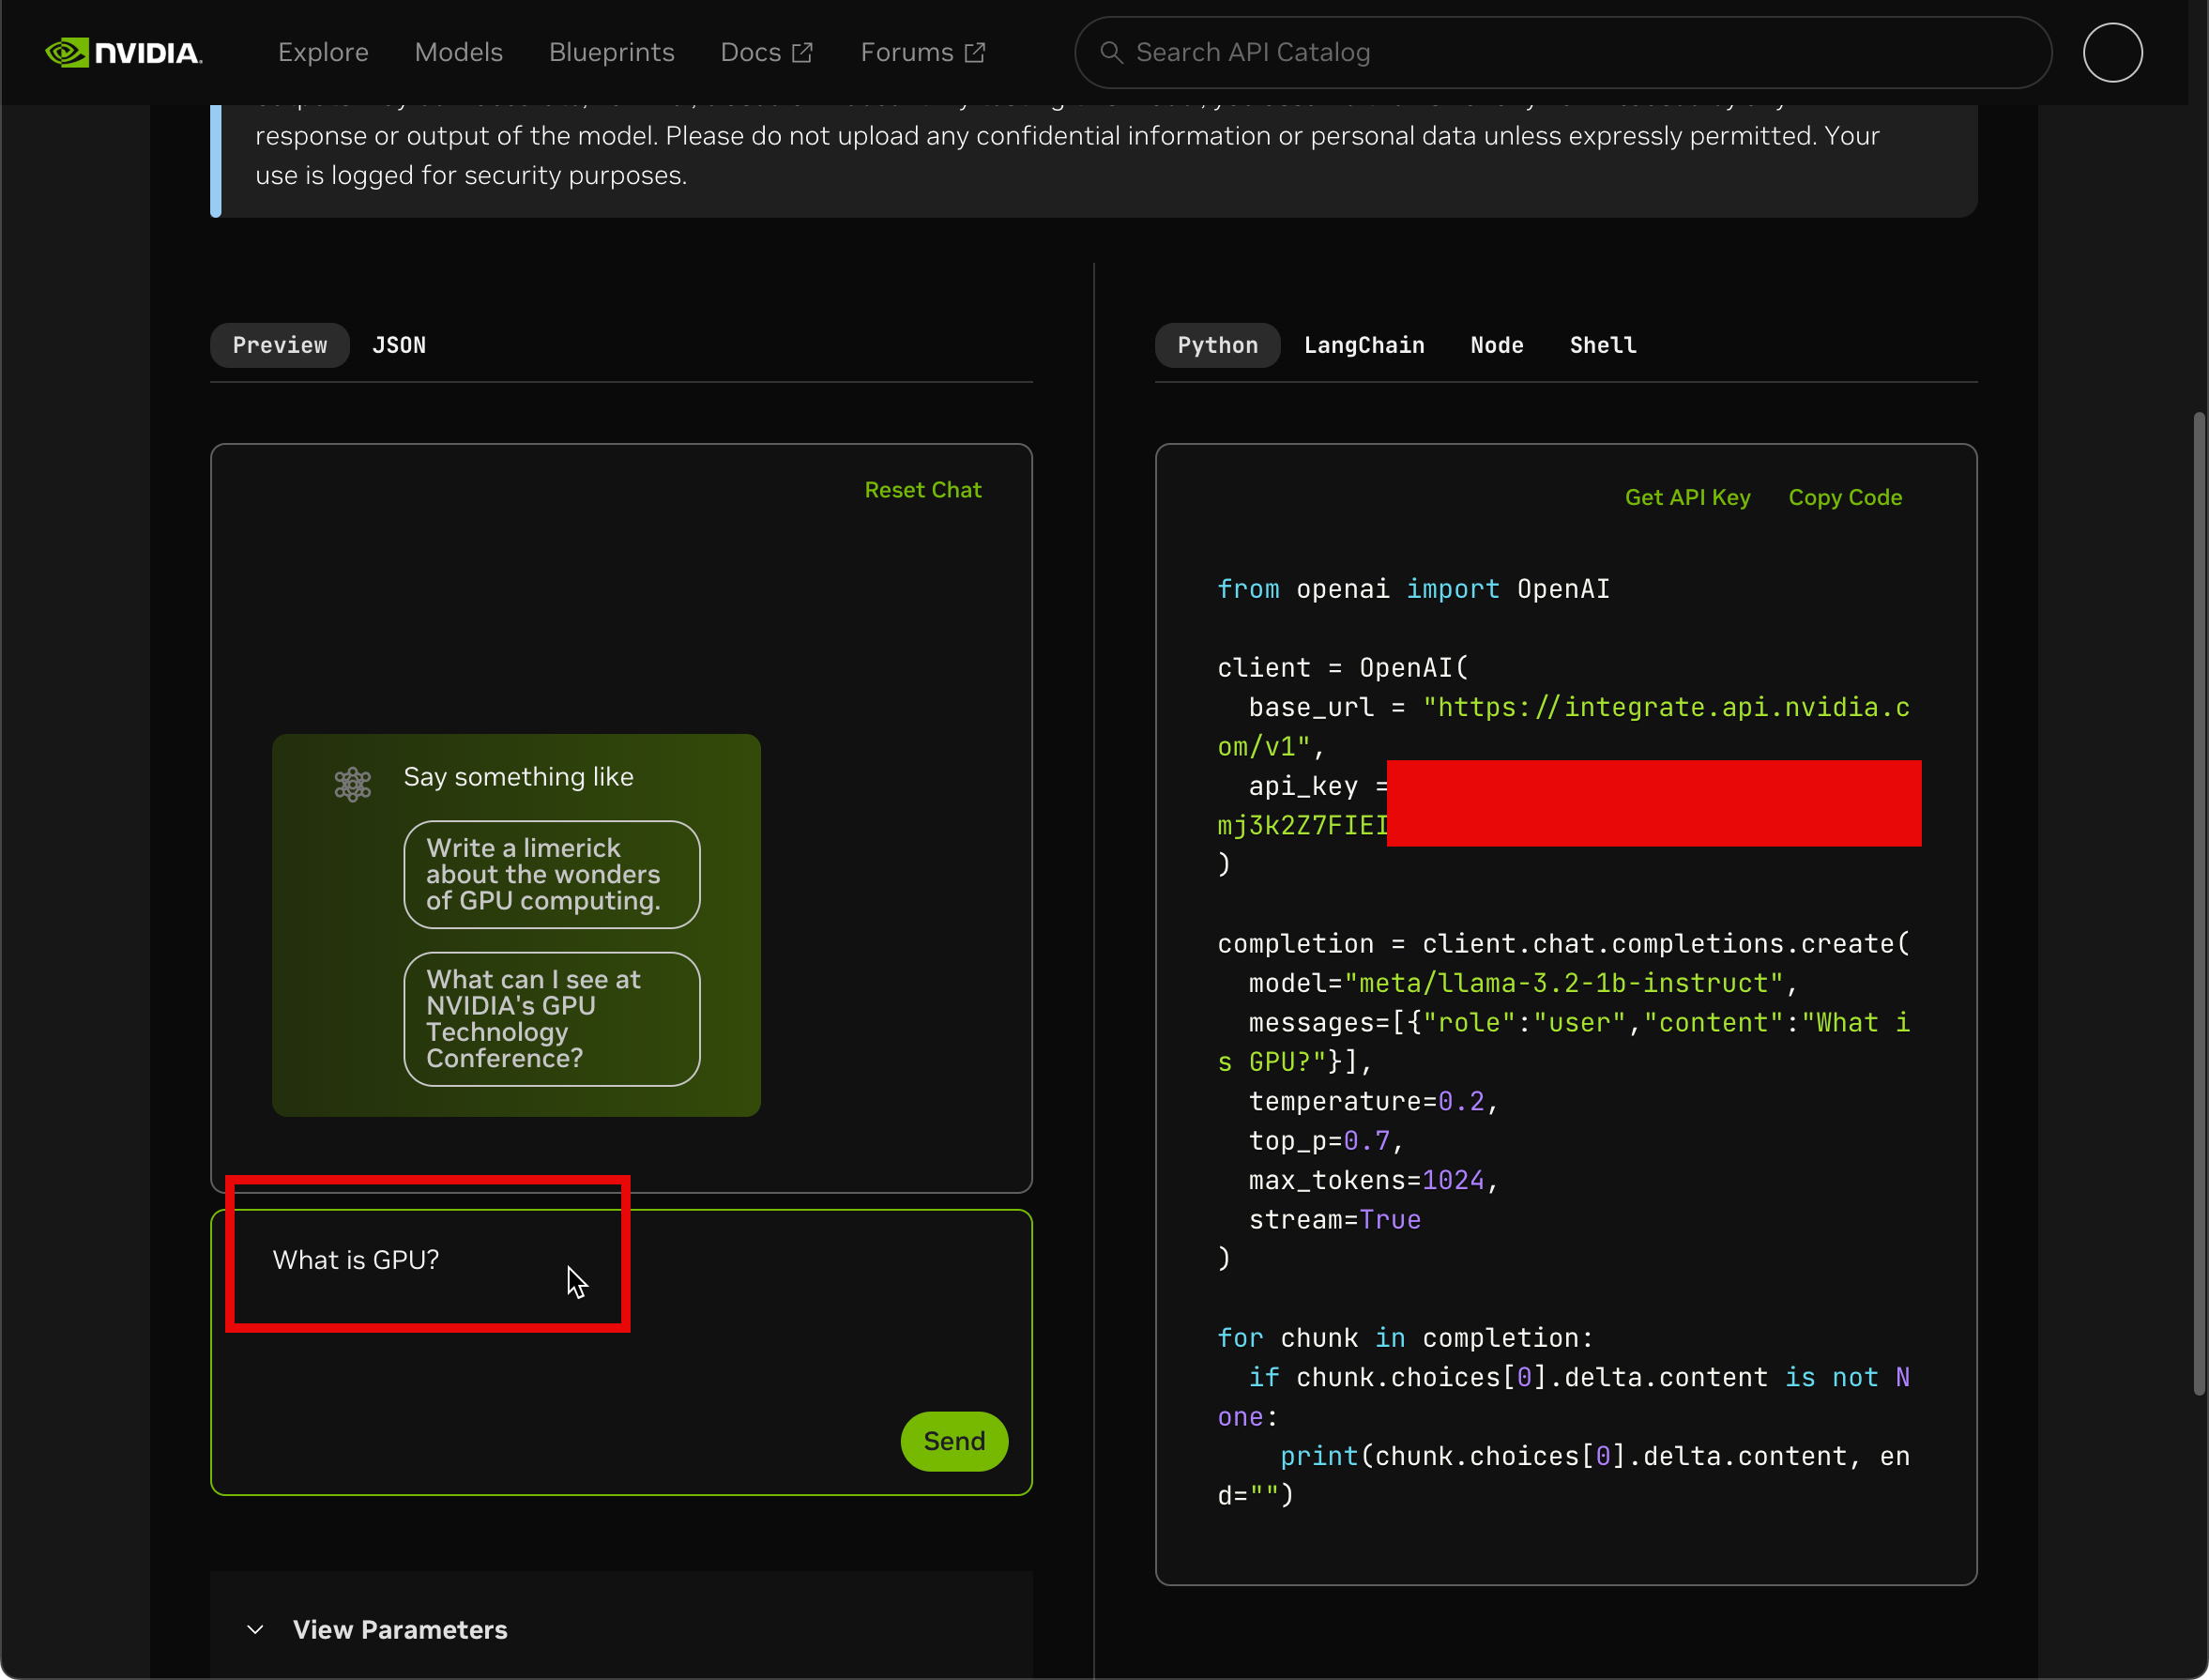 NVIDIA.
Explore
Models
Blueprints
Docs
Forums
Search API Catalog
response or output of the model. Please do not upload any confidential information or personal data unless expressly permitted. Your
use is logged for security purposes.
Preview
JSON
Reset Chat
Say something like
Write a limerick
about the wonders
of GPU computing.
What can I see at
NVIDIA's GPU
Technology
Conference?
What is GPU?
Send
View Parameters
Python
LangChain
Node
Shell
Get API Key
Copy Code
from openai import OpenAI
client = OpenAI(
base_url = "https://integrate.api.nvidia.c
om/v1",
api_key =
mj3k2Z7FIEI
)
completion = client.chat.completions.create(
model="meta/llama-3.2-1b-instruct",
messages=[{"role":"user","content":"What i
s GPU?"}],
temperature=0.2,
top_p=0.7,
max_tokens=1024,
stream=True
)
for chunk in completion:
if chunk.choices[0].delta.content is not N
one:
print(chunk.choices[0].delta.content, en
d="")